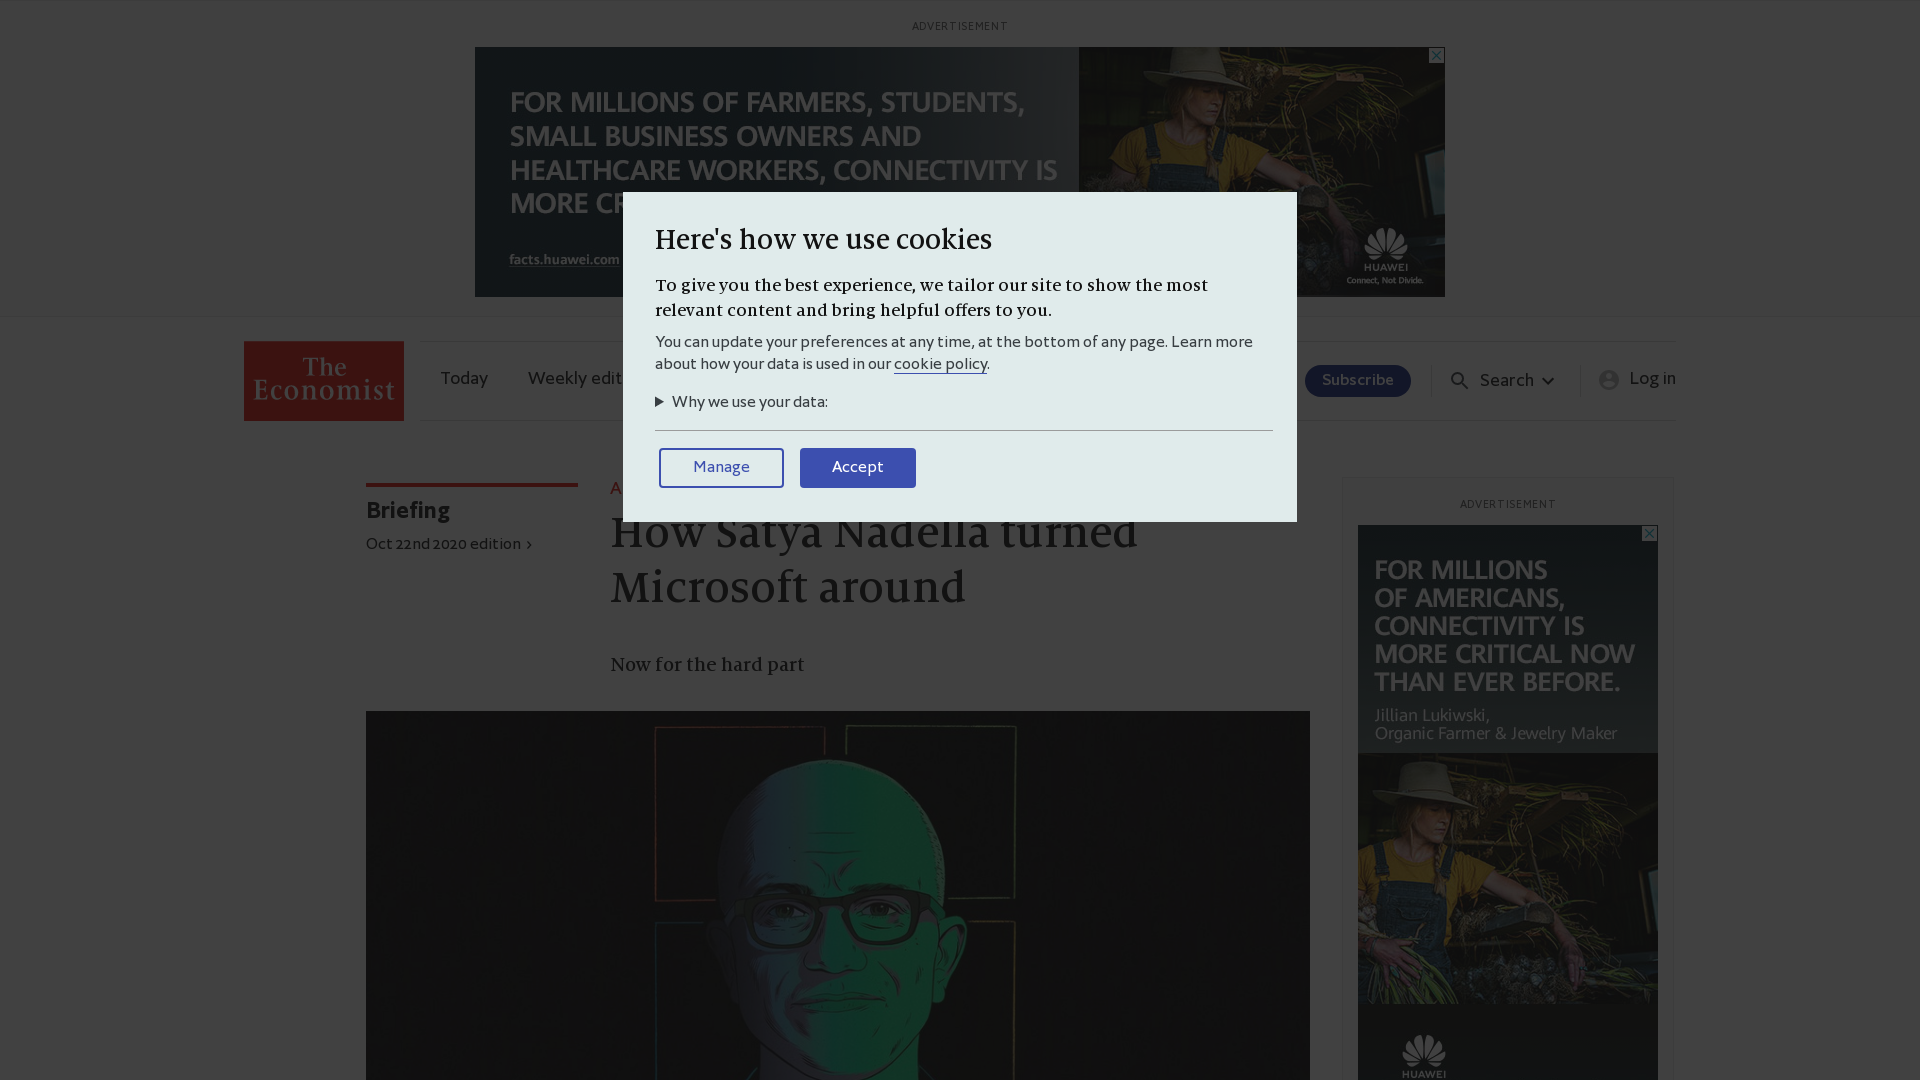 ADVERTISEMENT
FOR MILLIONS OF FARMERS, STUDENTS,
SMALL BUSINESS OWNERS AND
HEALTHCARE WORKERS, CONNECTIVITY IS
MORE
facts.huawei.com
HUAWEI
Connect, Not Divide.
Here's how we use cookies
To give you the best experience, we tailor our site to show the most
relevant content and bring helpful offers to you.
You can update your preferences at any time, at the bottom of any page. Learn more
about how your data is used in our cookie policy.
Why we use your data:
Manage
Accept
The
Economist
Today
Weekly edit
Subscribe
Search
Log in
Briefing
Oct 22nd 2020 edition
How Satya Nadella turned
Microsoft around
Now for the hard part
ADVERTISEMENT
FOR MILLIONS
OF AMERICANS,
CONNECTIVITY IS
MORE CRITICAL NOW
THAN EVER BEFORE.
Jillian Lukiwski,
Organic Farmer & Jewelry Maker
HUAWEI